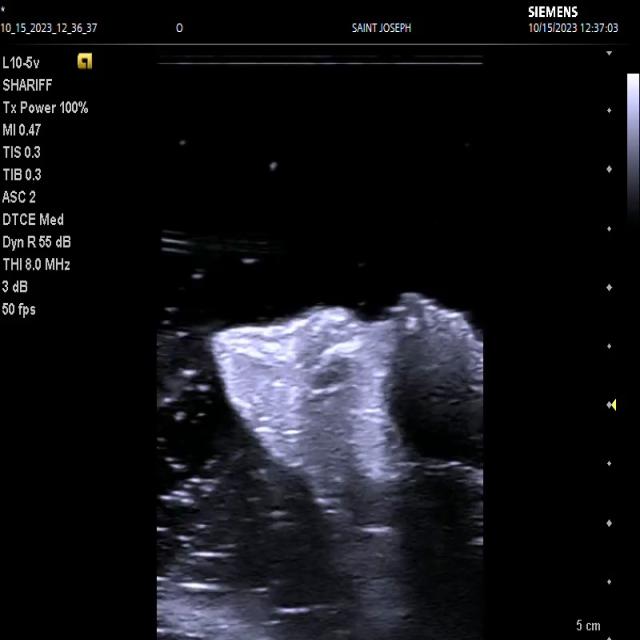 *
SIEMENS
10_15_2023_12_36_37 O SAINT JOSEPH 10/15/2023 12:37:03
L10-5v
SHARIFF
Tx Power 100%
MI 0.47
TIS 0.3
TIB 0.3
ASC 2
DTCE Med
Dyn R 55 dB
THI 8.0 MHz
3 dB
50 fps
5 cm